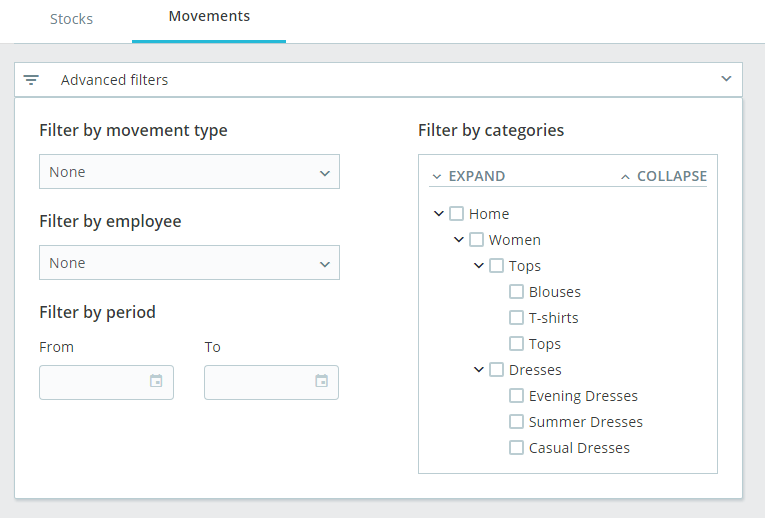 Stocks
Movements
Advanced filters
Filter by movement type
None
Filter by employee
None
Filter by period
From
To
Filter by categories
EXPAND
COLLAPSE
Home
Women
Tops
Blouses
T-shirts
Tops
Dresses
Evening Dresses
Summer Dresses
Casual Dresses